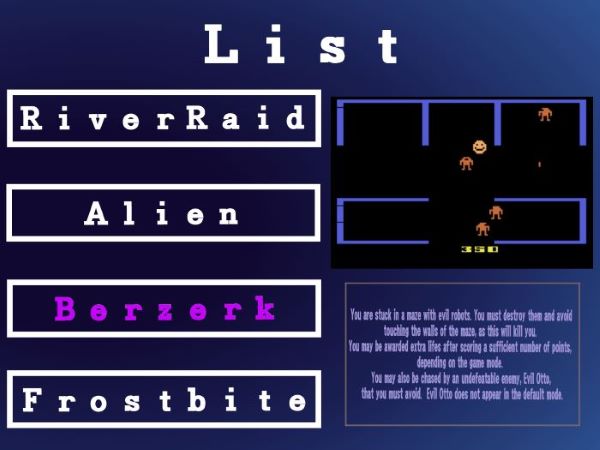 List
RiverRaid
Alien
Berzerk
Frostbite
350
You are stuck in a maze with evil robots. You must destroy them and avoid
touching the walls of the maze, as this will kill you.
You may be awarded extra lifes after scoring a sufficient number of points,
depending on the game mode.
You may also be chased by an undefeatable enemy, Evil Otto,
that you must avoid. Evil Otto does not appear in the default mode.